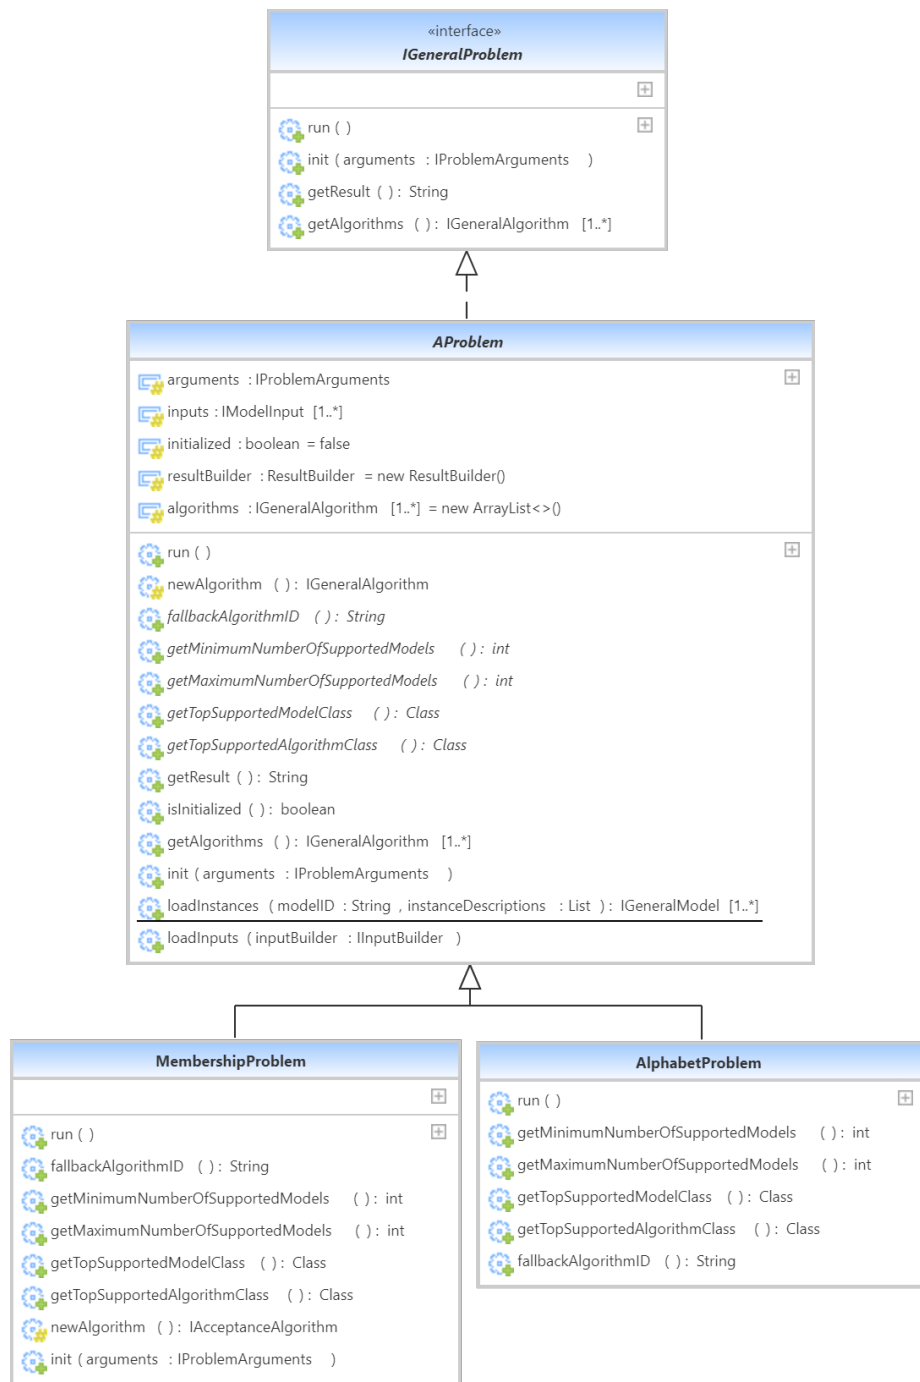 «interface»
IGeneralProblem
run ( )
init ( arguments : IProblemArguments )
getResult ( ) : String
getAlgorithms ( ) : IGeneralAlgorithm [1..*]
AProblem
arguments : IProblemArguments
inputs : IModelInput [1..*]
initialized : boolean = false
resultBuilder : ResultBuilder = new ResultBuilder()
algorithms : IGeneralAlgorithm [1..*] = new ArrayList<>()
run ( )
newAlgorithm ( ) : IGeneralAlgorithm
fallbackAlgorithmID ( ) : String
getMinimumNumberOfSupportedModels ( ) : int
getMaximumNumberOfSupportedModels ( ) : int
getTopSupportedModelClass ( ) : Class
getTopSupportedAlgorithmClass ( ) : Class
getResult ( ) : String
isInitialized ( ) : boolean
getAlgorithms ( ) : IGeneralAlgorithm [1..*]
init ( arguments : IProblemArguments )
loadInstances ( modelID : String , instanceDescriptions : List ) : IGeneralModel [1..*]
loadInputs ( inputBuilder : IInputBuilder )
MembershipProblem
run ( )
fallbackAlgorithmID ( ) : String
getMinimumNumberOfSupportedModels ( ) : int
getMaximumNumberOfSupportedModels ( ) : int
getTopSupportedModelClass ( ) : Class
getTopSupportedAlgorithmClass ( ) : Class
newAlgorithm ( ) : IAcceptanceAlgorithm
init ( arguments : IProblemArguments )
AlphabetProblem
run ( )
getMinimumNumberOfSupportedModels ( ) : int
getMaximumNumberOfSupportedModels ( ) : int
getTopSupportedModelClass ( ) : Class
getTopSupportedAlgorithmClass ( ) : Class
fallbackAlgorithmID ( ) : String